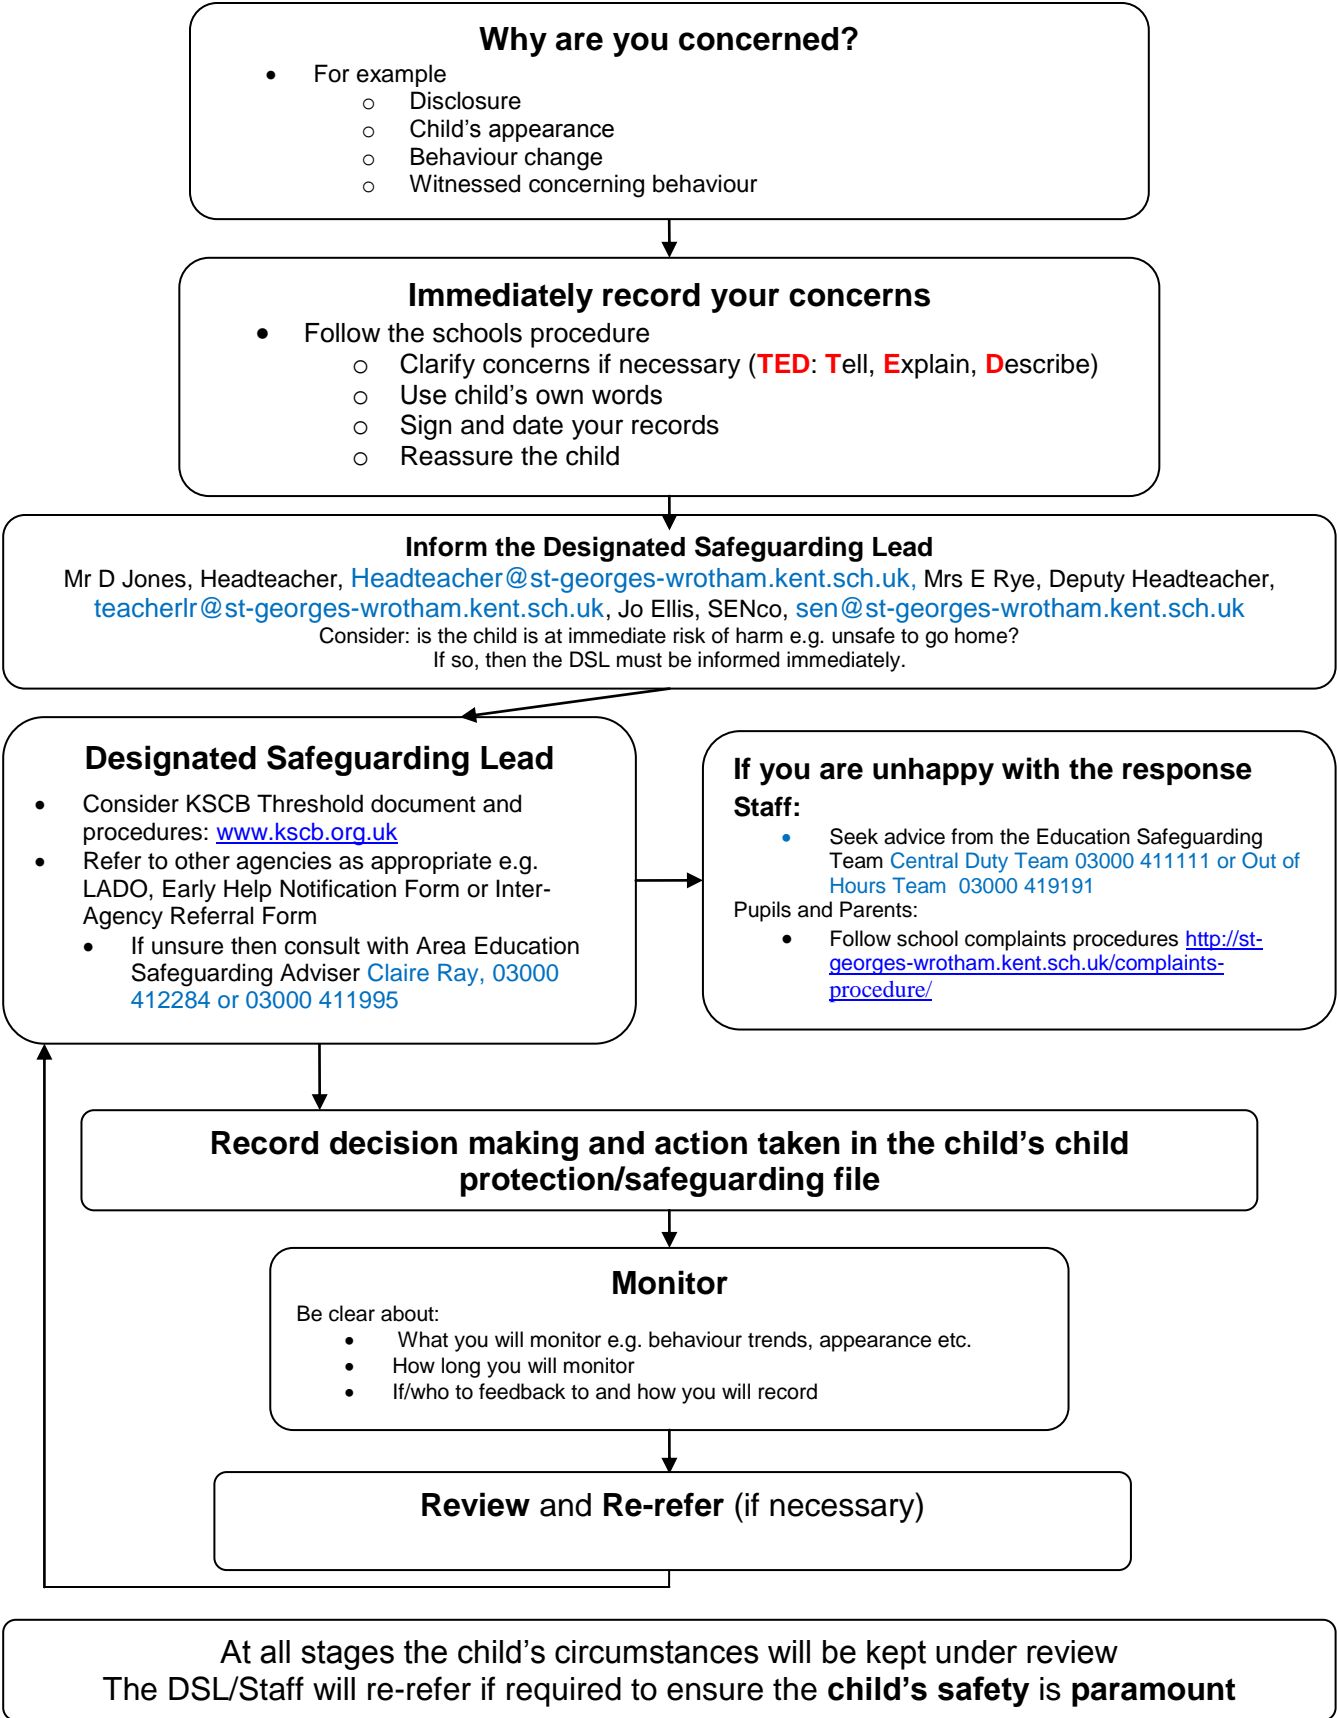 Why are you concerned?
• For example
o Disclosure
o Child's appearance
o Behaviour change
o Witnessed concerning behaviour
Immediately record your concerns
• Follow the schools procedure
o Clarify concerns if necessary (TED: Tell, Explain, Describe)
o Use child's own words
o Sign and date your records
o Reassure the child
Inform the Designated Safeguarding Lead
Mr D Jones, Headteacher, Headteacher@st-georges-wrotham.kent.sch.uk, Mrs E Rye, Deputy Headteacher,
teacherlr@st-georges-wrotham.kent.sch.uk, Jo Ellis, SENco, sen@st-georges-wrotham.kent.sch.uk
Consider: is the child is at immediate risk of harm e.g. unsafe to go home?
If so, then the DSL must be informed immediately.
Designated Safeguarding Lead
• Consider KSCB Threshold document and
procedures: www.kscb.org.uk
• Refer to other agencies as appropriate e.g.
LADO, Early Help Notification Form or Inter-
Agency Referral Form
• If unsure then consult with Area Education
Safeguarding Adviser Claire Ray, 03000
412284 or 03000 411995
If you are unhappy with the response
Staff:
• Seek advice from the Education Safeguarding
Team Central Duty Team 03000 411111 or Out of
Hours Team 03000 419191
Pupils and Parents:
• Follow school complaints procedures http://st-
georges-wrotham.kent.sch.uk/complaints-
procedure/
Record decision making and action taken in the child's child
protection/safeguarding file
Monitor
Be clear about:
• What you will monitor e.g. behaviour trends, appearance etc.
• How long you will monitor
• If/who to feedback to and how you will record
Review and Re-refer (if necessary)
At all stages the child's circumstances will be kept under review
The DSL/Staff will re-refer if required to ensure the child's safety is paramount